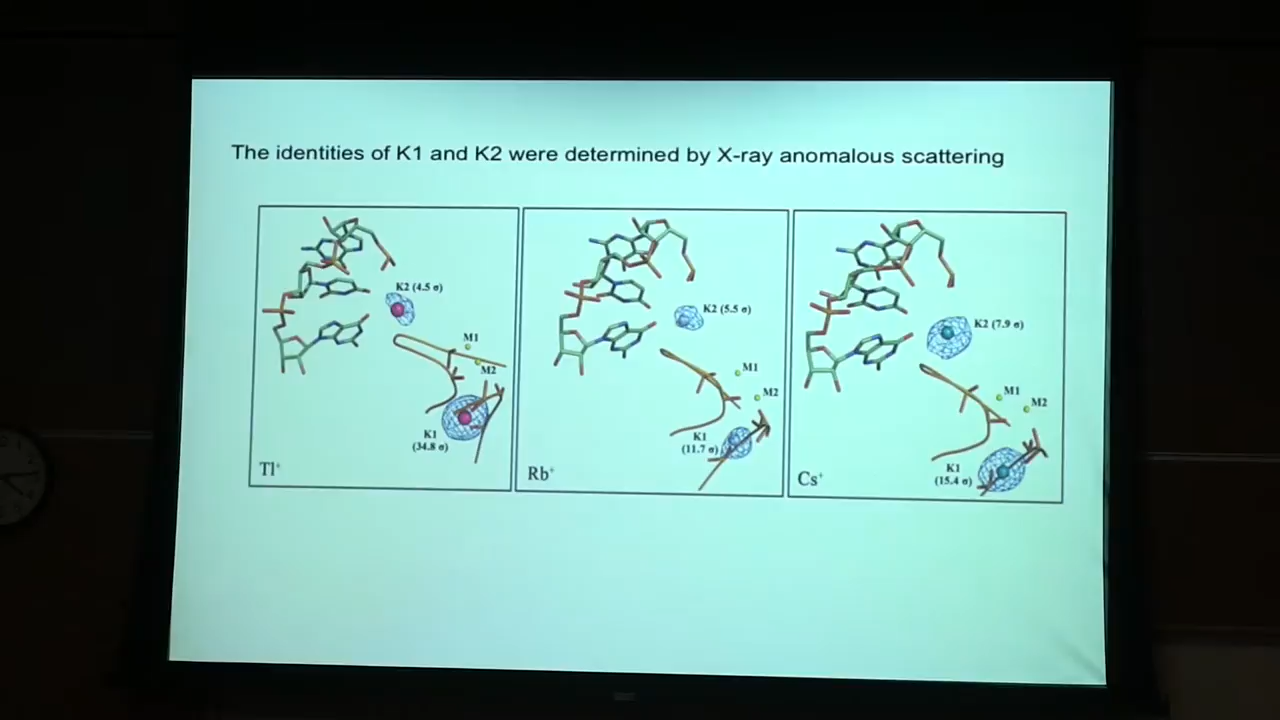 The identities of K1 and K2 were determined by X-ray anomalous scattering
K2 (4.5 σ)
M1
M2
K1
(34.8 σ)
Tl⁺
K2 (5.5 σ)
M1
M2
K1
(11.7 σ)
Rb⁺
K2 (7.9 σ)
M1
M2
K1
(15.4 σ)
Cs⁺